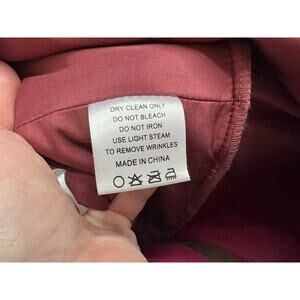 DRY CLEAN ONLY
DO NOT BLEACH
DO NOT IRON
USE LIGHT STEAM
TO REMOVE WRINKLES
MADE IN CHINA